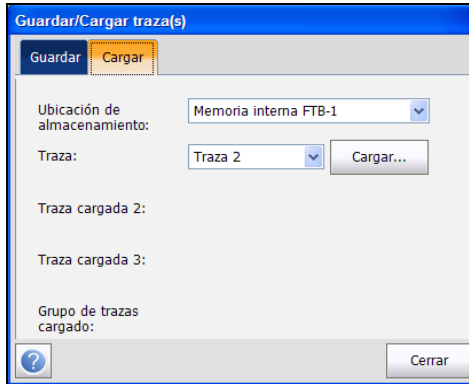 Guardar/Cargar traza(s)
Guardar Cargar
Ubicación de
almacenamiento:
Memoria interna FTB-1
Traza: Traza 2 Cargar...
Traza cargada 2:
Traza cargada 3:
Grupo de trazas
cargado:
? Cerrar